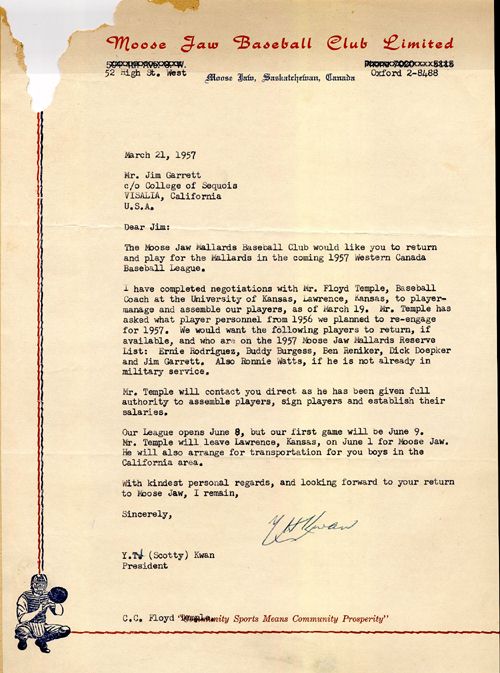 Moose Jaw Baseball Club Limited
52 High St. West
Moose Jaw, Saskatchewan, Canada
Oxford 2-8488
March 21, 1957
Mr. Jim Garrett
c/o College of Sequois
VISALIA, California
U.S.A.
Dear Jim:
The Moose Jaw Mallards Baseball Club would like you to return
and play for the Mallards in the coming 1957 Western Canada
Baseball League.
I have completed negotiations with Mr. Floyd Temple, Baseball
Coach at the University of Kansas, Lawrence, Kansas, to player-
manage and assemble our players, as of March 19. Mr. Temple has
asked what player personnel from 1956 we planned to re-engage
for 1957. We would want the following players to return, if
available, and who are on the 1957 Moose Jaw Mallards Reserve
List: Ernie Rodriguez, Buddy Burgess, Ben Reniker, Dick Doepker
and Jim Garrett. Also Ronnie Watts, if he is not already in
military service.
Mr. Temple will contact you direct as he has been given full
authority to assemble players, sign players and establish their
salaries.
Our League opens June 8, but our first game will be June 9.
Mr. Temple will leave Lawrence, Kansas, on June 1 for Moose Jaw.
He will also arrange for transportation for you boys in the
California area.
With kindest personal regards, and looking forward to your return
to Moose Jaw, I remain,
Sincerely,
Y H Kwan
Y.H (Scotty) Kwan
President
C.C. Floyd Temple.
"Community Sports Means Community Prosperity"